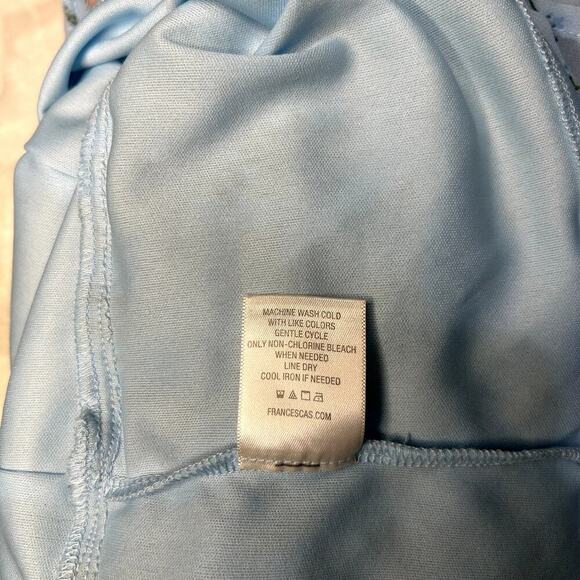 MACHINE WASH COLD
WITH LIKE COLORS
GENTLE CYCLE
ONLY NON-CHLORINE BLEACH
WHEN NEEDED
LINE DRY
COOL IRON IF NEEDED
FRANCESCAS.COM